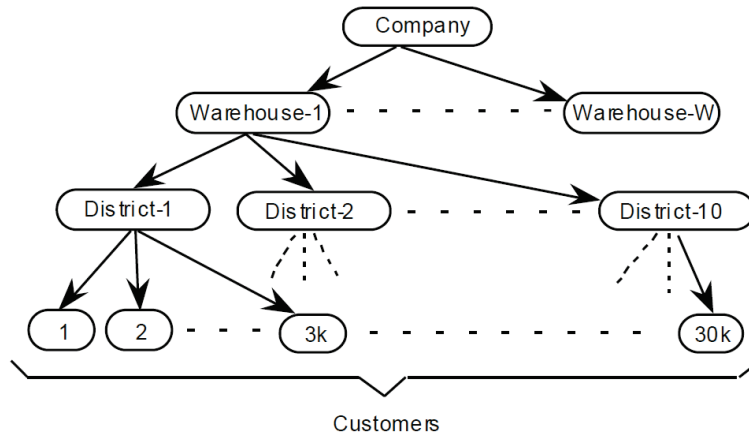 Company
Warehouse-1
Warehouse-W
District-1
District-2
District-10
1
2
3k
30k
Customers